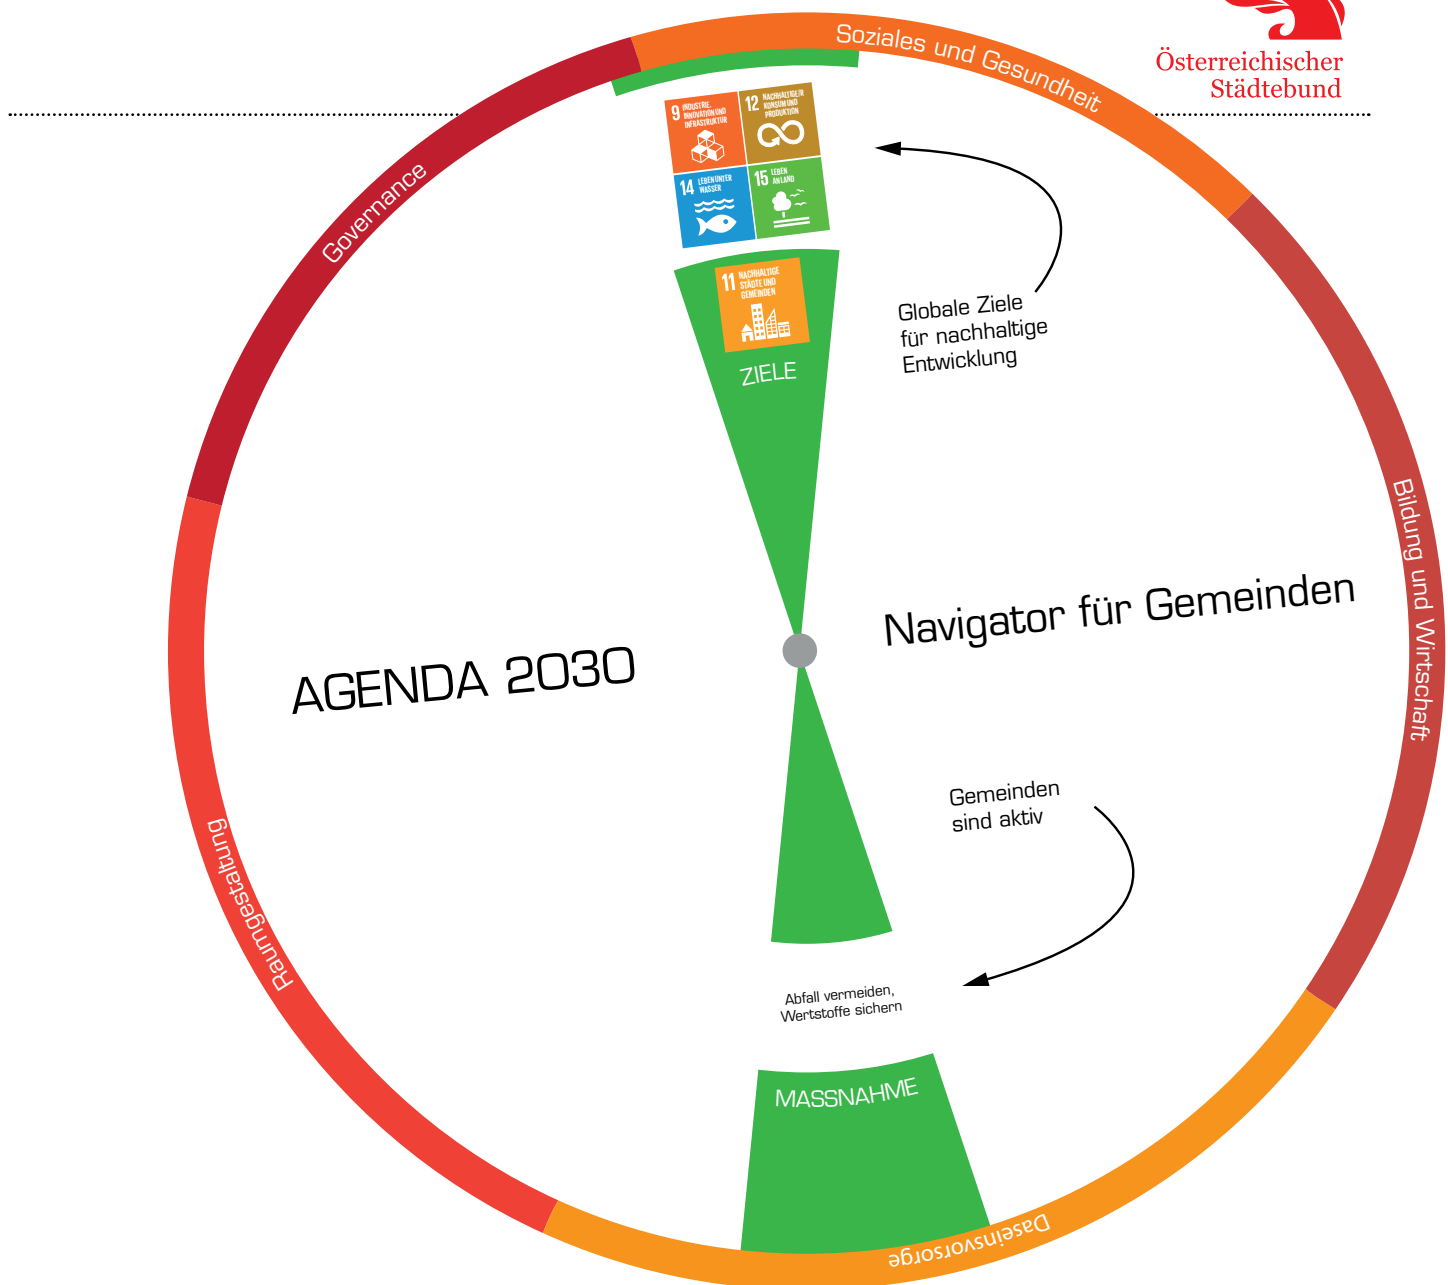 Österreichischer
Städtebund
Soziales und Gesundheit
Governance
9 INDUSTRIE,
INNOVATION UND
INFRASTRUKTUR
12 NACHHALTIGE/R
KONSUM UND
PRODUKTION
14 LEBEN UNTER
WASSER
15 LEBEN
AN LAND
11 NACHHALTIGE
STÄDTE UND
GEMEINDEN
ZIELE
Globale Ziele
für nachhaltige
Entwicklung
Bildung und Wirtschaft
AGENDA 2030
Navigator für Gemeinden
Gemeinden
sind aktiv
Raumgestaltung
Abfall vermeiden,
Wertstoffe sichern
MASSNAHME
Daseinsvorsorge